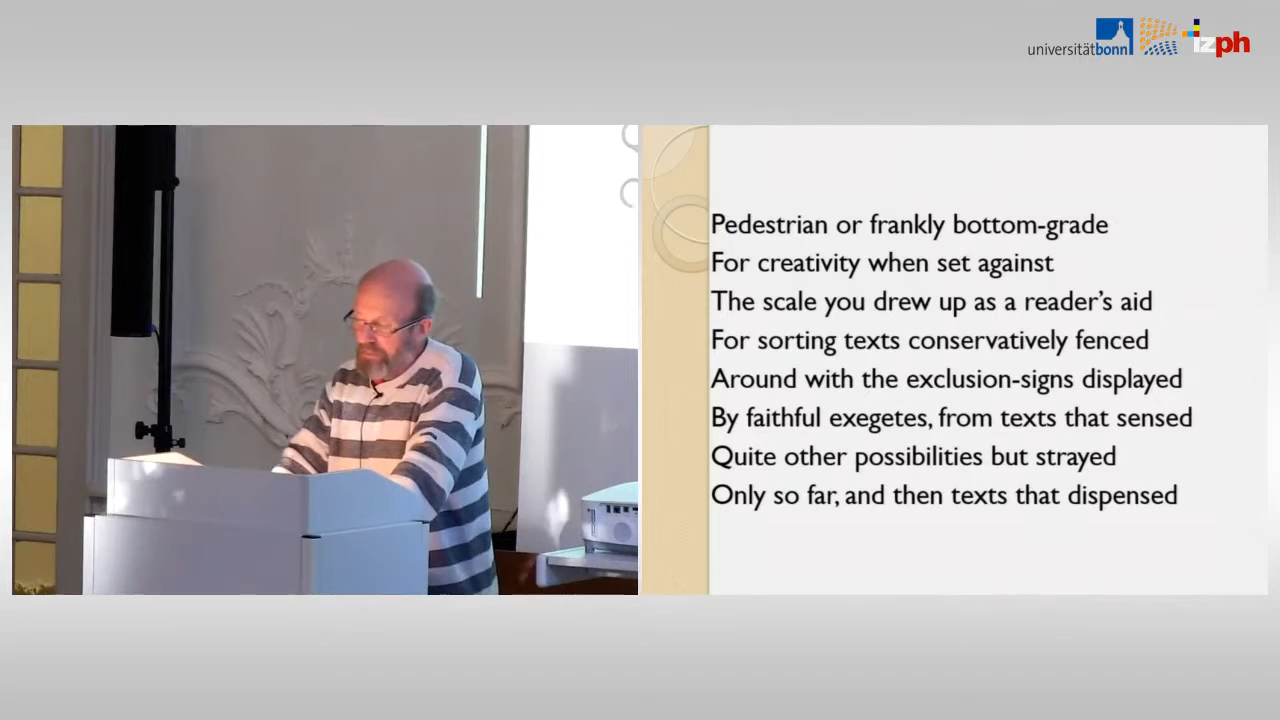 universitätbonn
izph
Pedestrian or frankly bottom-grade
For creativity when set against
The scale you drew up as a reader's aid
For sorting texts conservatively fenced
Around with the exclusion-signs displayed
By faithful exegetes, from texts that sensed
Quite other possibilities but strayed
Only so far, and then texts that dispensed